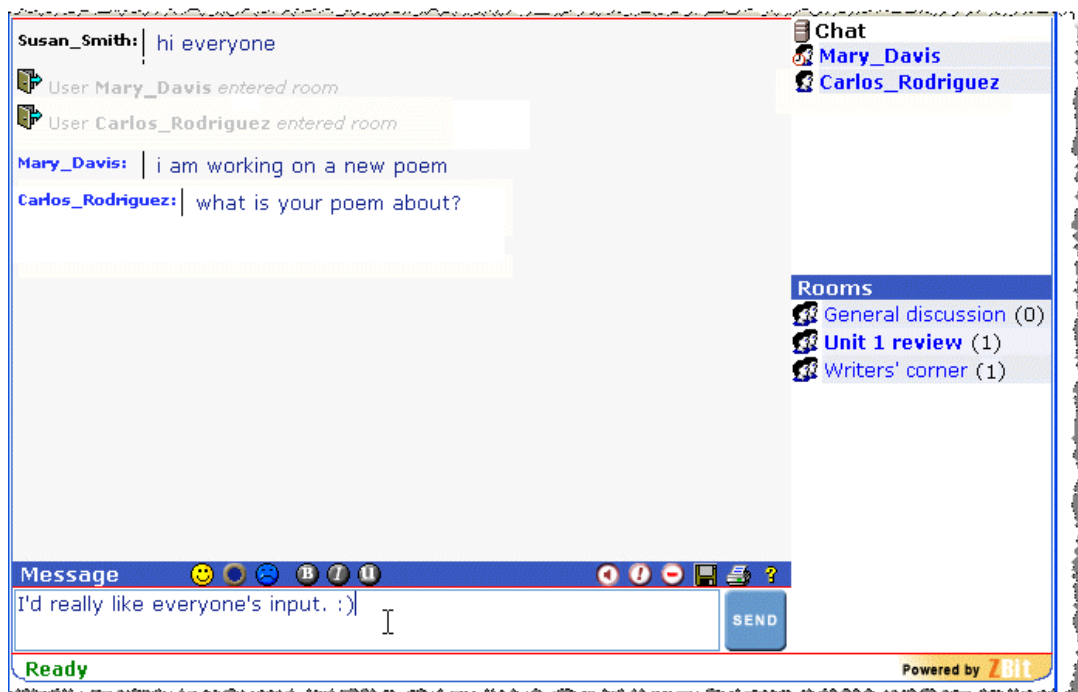 Susan_Smith: hi everyone
User Mary_Davis entered room
User Carlos_Rodriguez entered room
Mary_Davis: i am working on a new poem
Carlos_Rodriguez: what is your poem about?
Chat
Mary_Davis
Carlos_Rodriguez
Rooms
General discussion (0)
Unit 1 review (1)
Writers' corner (1)
Message B I U ! ?
I'd really like everyone's input. :)
SEND
Ready
Powered by ZBit